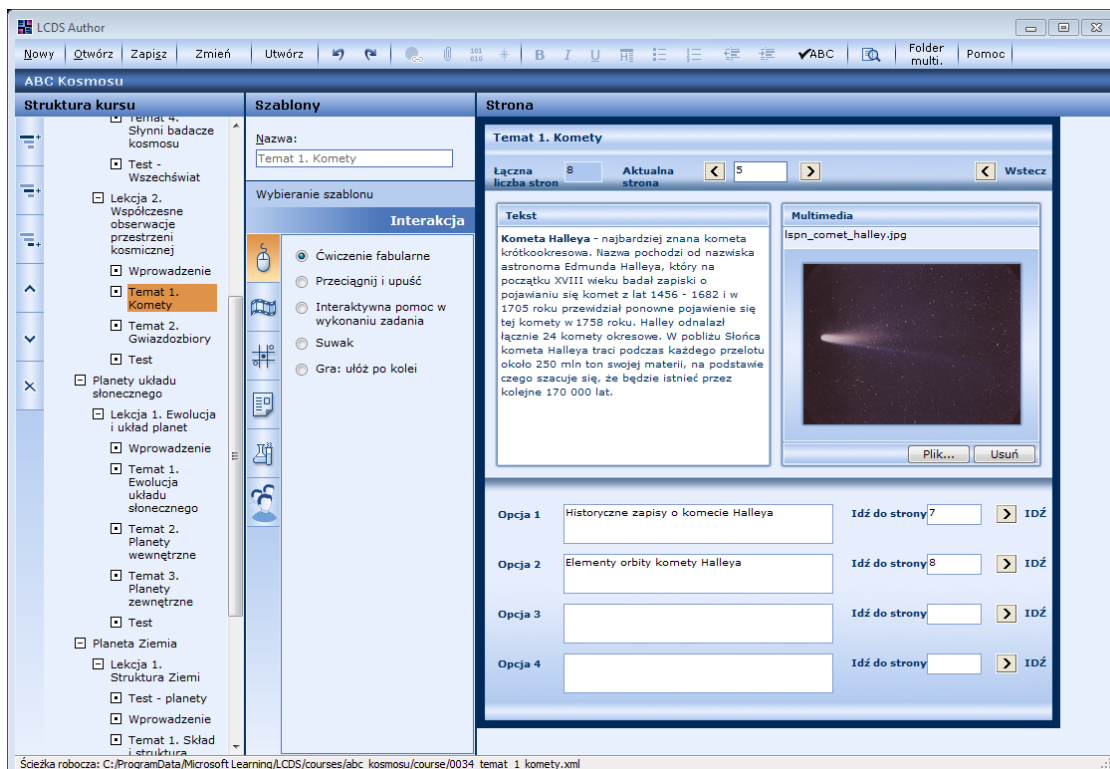 LCDS Author
Nowy Otwórz Zapisz Zmień Utwórz 101 010 B I U ABC Folder multi. Pomoc
ABC Kosmosu
Struktura kursu
Temat 4.
Słynni badacze
kosmosu
Test -
Wszechświat
Lekcja 2.
Współczesne
obserwacje
przestrzeni
kosmicznej
Wprowadzenie
Temat 1.
Komety
Temat 2.
Gwiazdozbiory
Test
Planety układu
słonecznego
Lekcja 1. Ewolucja
i układ planet
Wprowadzenie
Temat 1.
Ewolucja
układu
słonecznego
Temat 2.
Planety
wewnętrzne
Temat 3.
Planety
zewnętrzne
Test
Planeta Ziemia
Lekcja 1.
Struktura Ziemi
Test - planety
Wprowadzenie
Temat 1. Skład
i struktura
Szablony
Nazwa:
Temat 1. Komety
Wybieranie szablonu
Interakcja
Ćwiczenie fabularne
Przeciągnij i upuść
Interaktywna pomoc w
wykonaniu zadania
Suwak
Gra: ułóż po kolei
Strona
Temat 1. Komety
Łączna
liczba stron
8
Aktualna
strona
5
Wstecz
Tekst
Kometa Halleya - najbardziej znana kometa
krótkookresowa. Nazwa pochodzi od nazwiska
astronoma Edmunda Halleya, który na
początku XVIII wieku badał zapiski o
pojawianiu się komet z lat 1456 - 1682 i w
1705 roku przewidział ponowne pojawienie się
tej komety w 1758 roku. Halley odnalazł
łącznie 24 komety okresowe. W pobliżu Słońca
kometa Halleya traci podczas każdego przelotu
około 250 mln ton swojej materii, na podstawie
czego szacuje się, że będzie istnieć przez
kolejne 170 000 lat.
Multimedia
lspn_comet_halley.jpg
Plik... Usuń
Opcja 1 Historyczne zapisy o komecie Halleya Idź do strony 7 IDŹ
Opcja 2 Elementy orbity komety Halleya Idź do strony 8 IDŹ
Opcja 3 Idź do strony IDŹ
Opcja 4 Idź do strony IDŹ
Ścieżka robocza: C:/ProgramData/Microsoft Learning/LCDS/courses/abc_kosmosu/course/0034_temat_1_komety.xml